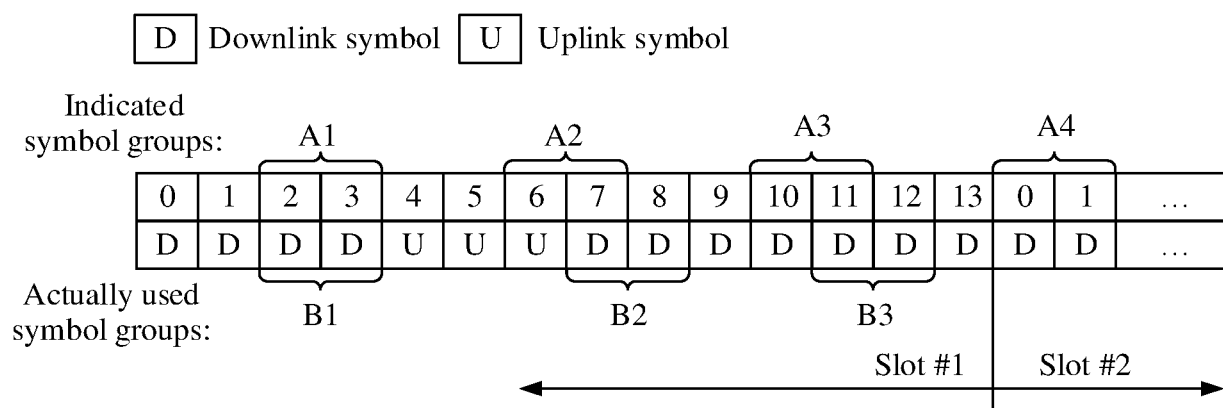 D Downlink symbol U Uplink symbol
Indicated
symbol groups:
A1 A2 A3 A4
0 1 2 3 4 5 6 7 8 9 10 11 12 13 0 1 ...
D D D D U U U D D D D D D D D D ...
Actually used
symbol groups:
B1 B2 B3
Slot #1 Slot #2